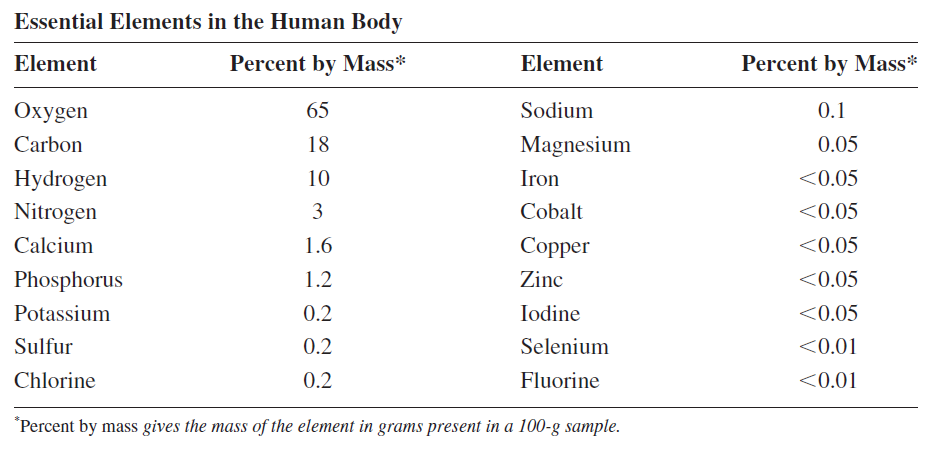 Essential Elements in the Human Body
Element Percent by Mass* Element Percent by Mass*
Oxygen 65 Sodium 0.1
Carbon 18 Magnesium 0.05
Hydrogen 10 Iron <0.05
Nitrogen 3 Cobalt <0.05
Calcium 1.6 Copper <0.05
Phosphorus 1.2 Zinc <0.05
Potassium 0.2 Iodine <0.05
Sulfur 0.2 Selenium <0.01
Chlorine 0.2 Fluorine <0.01
*Percent by mass gives the mass of the element in grams present in a 100-g sample.